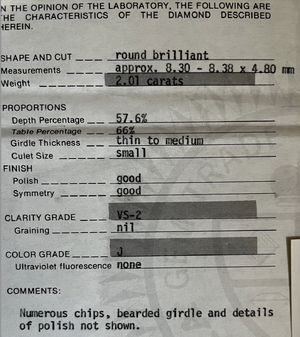 N THE OPINION OF THE LABORATORY, THE FOLLOWING ARE
THE CHARACTERISTICS OF THE DIAMOND DESCRIBED
HEREIN.
SHAPE AND CUT round brilliant
Measurements approx. 8.30 - 8.38 x 4.80 mm
Weight 2.01 carats
PROPORTIONS
Depth Percentage 57.6%
Table Percentage 66%
Girdle Thickness thin to medium
Culet Size small
FINISH
Polish good
Symmetry good
CLARITY GRADE VS-2
Graining nil
COLOR GRADE J
Ultraviolet fluorescence none
COMMENTS:
Numerous chips, bearded girdle and details
of polish not shown.